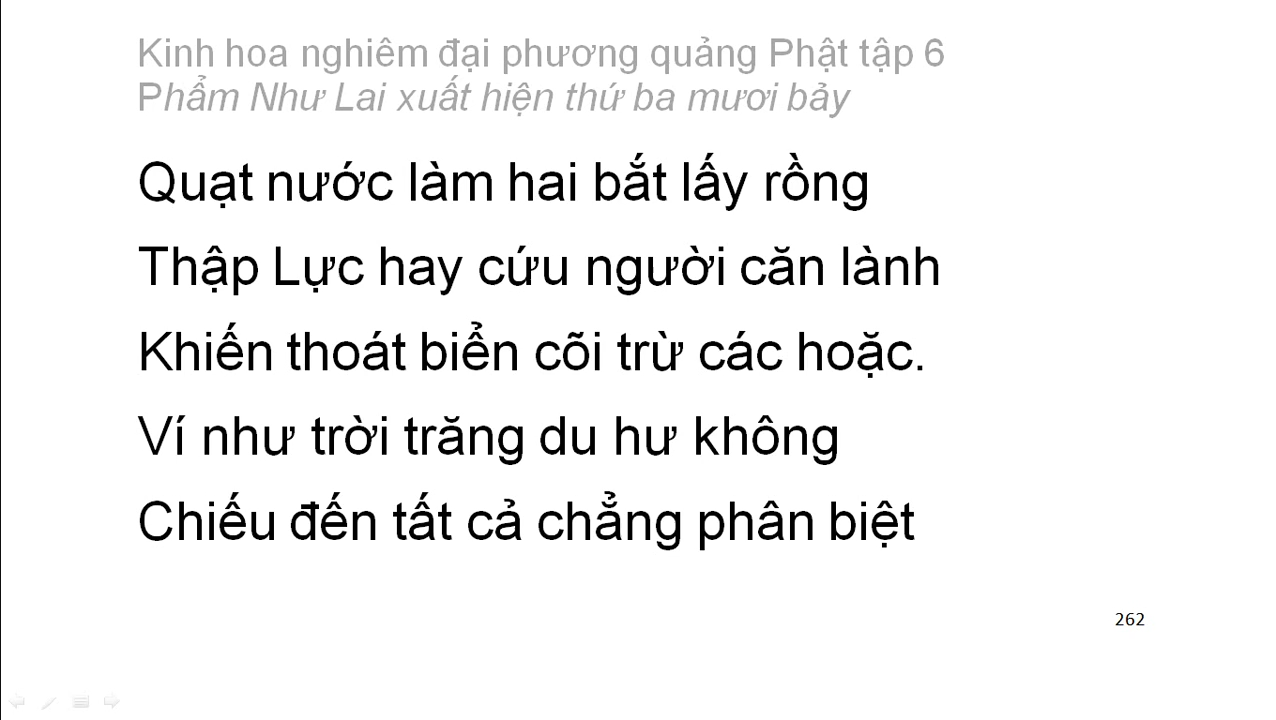 Kinh hoa nghiêm đại phương quảng Phật tập 6
Phẩm Như Lai xuất hiện thứ ba mươi bảy
Quạt nước làm hai bắt lấy rồng
Thập Lực hay cứu người căn lành
Khiến thoát biển cõi trừ các hoặc.
Ví như trời trăng du hư không
Chiếu đến tất cả chẳng phân biệt
262